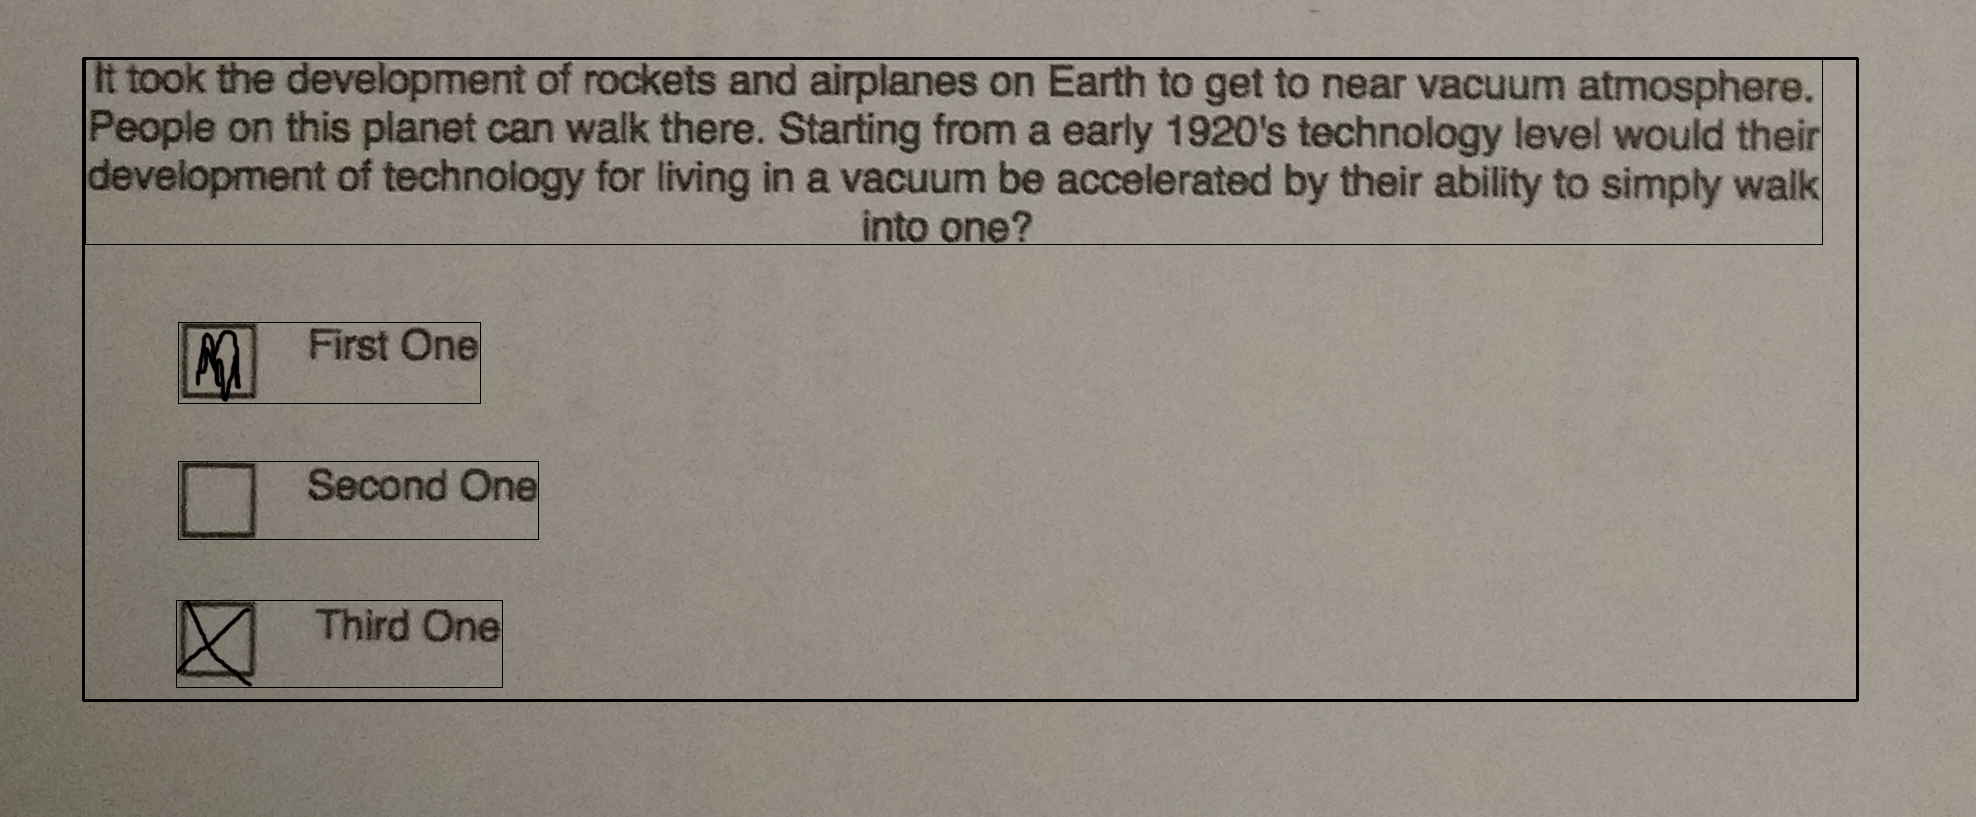 It took the development of rockets and airplanes on Earth to get to near vacuum atmosphere.
People on this planet can walk there. Starting from a early 1920's technology level would their
development of technology for living in a vacuum be accelerated by their ability to simply walk
into one?
First One
Second One
Third One